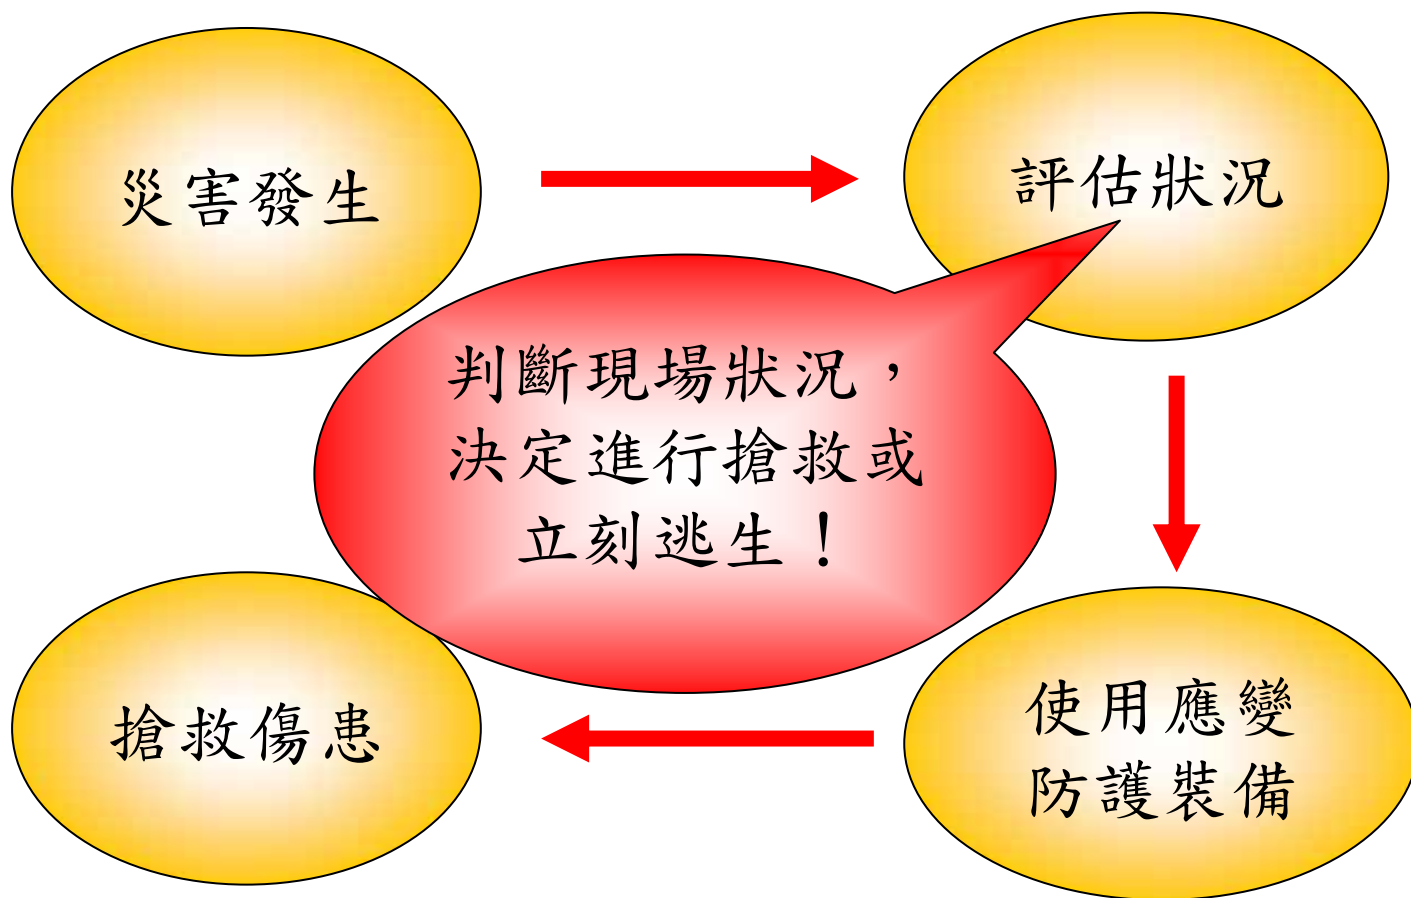 災害發生
評估狀況
判斷現場狀況，
決定進行搶救或
立刻逃生！
使用應變
防護裝備
搶救傷患